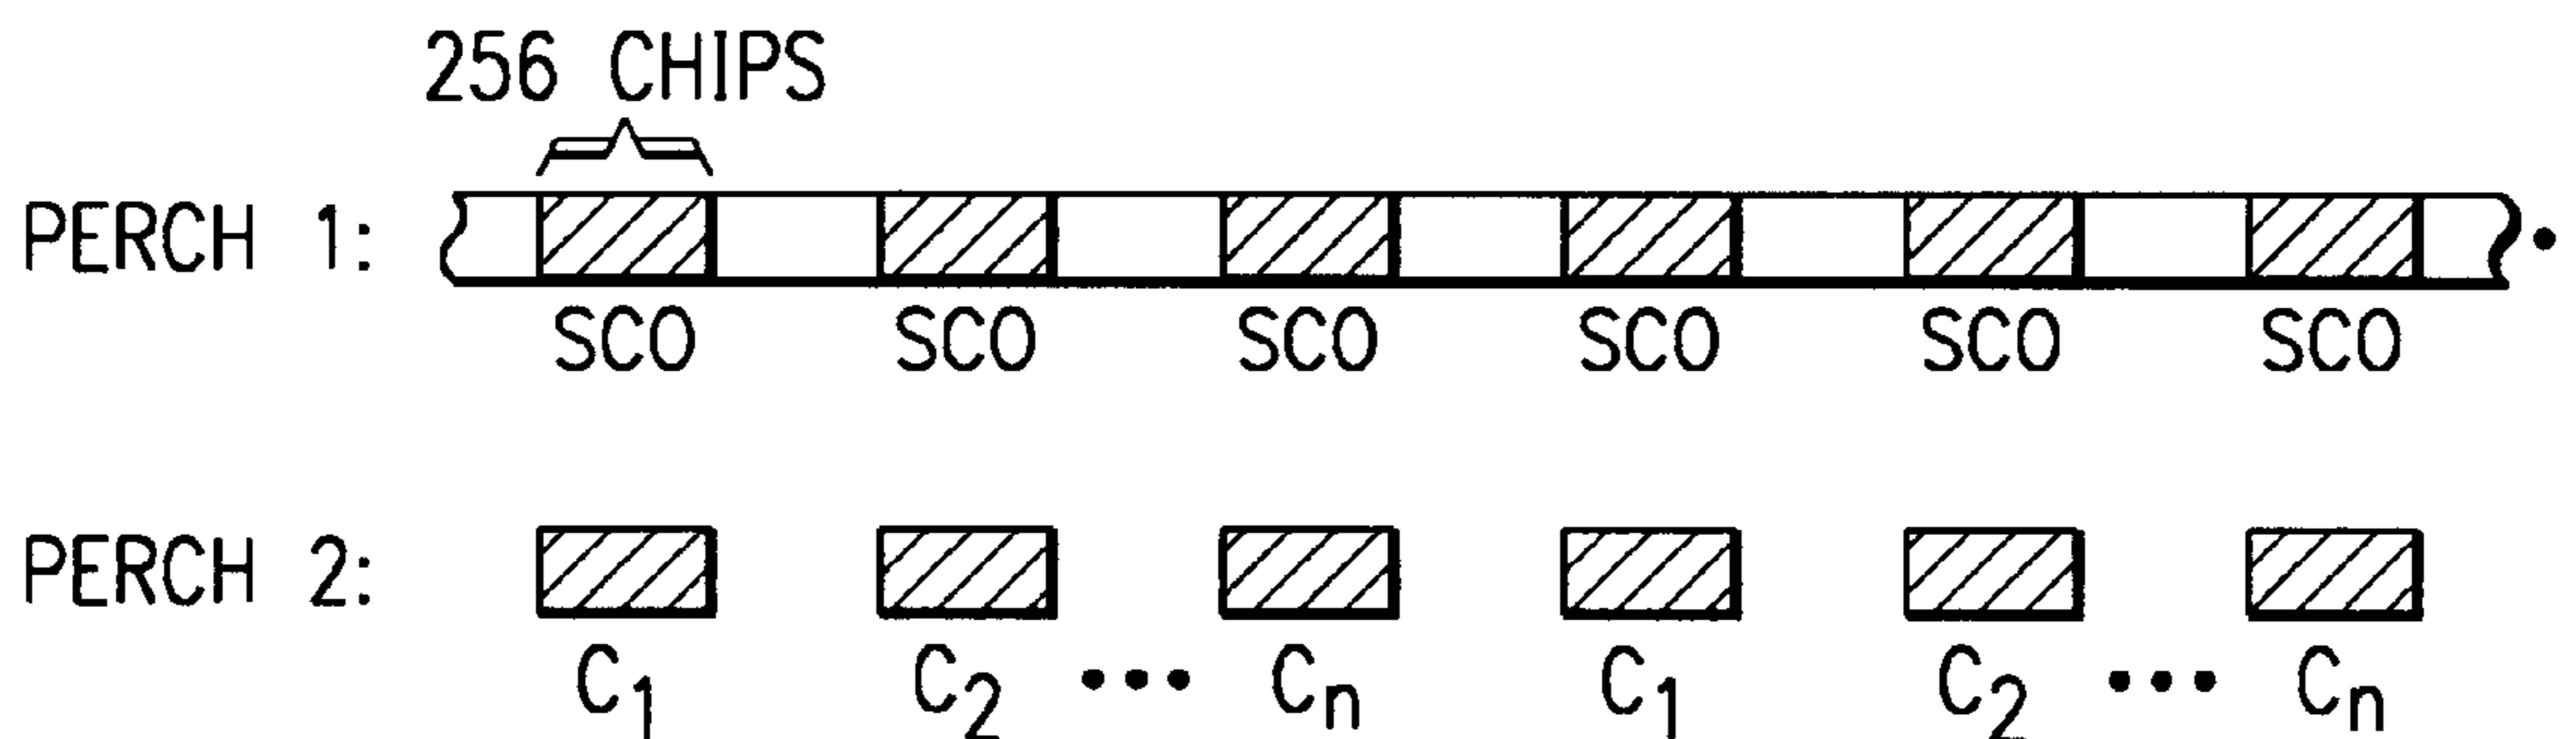 256 CHIPS
PERCH 1:
SCO SCO SCO SCO SCO SCO
PERCH 2:
C1 C2 ••• Cn C1 C2 ••• Cn